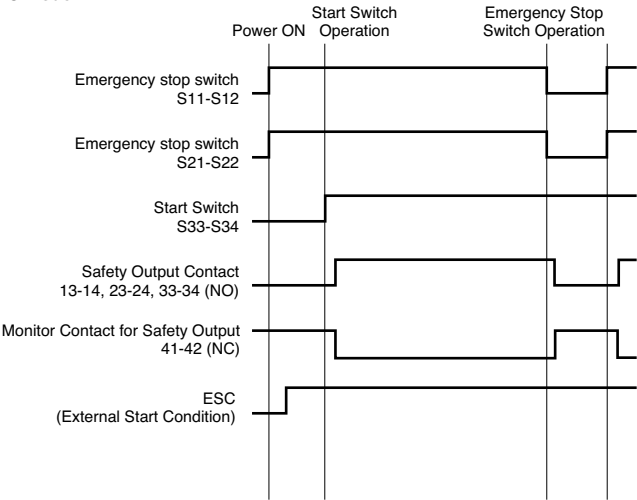 Start Switch
Operation
Emergency Stop
Switch Operation
Power ON
Emergency stop switch
S11-S12
Emergency stop switch
S21-S22
Start Switch
S33-S34
Safety Output Contact
13-14, 23-24, 33-34 (NO)
Monitor Contact for Safety Output
41-42 (NC)
ESC
(External Start Condition)